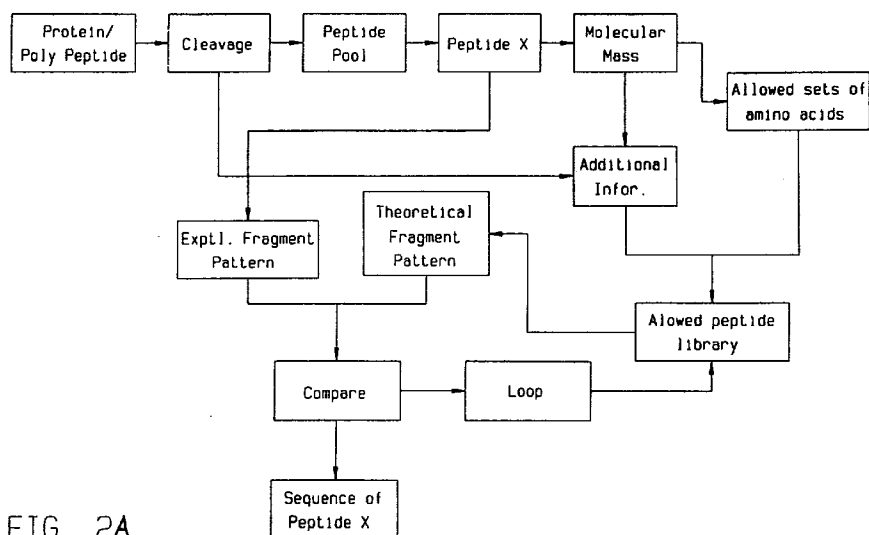 Protein/
Poly Peptide
Cleavage
Peptide
Pool
Peptide X
Molecular
Mass
Allowed sets of
amino acids
Additional
Infor.
Theoretical
Fragment
Pattern
Exptl. Fragment
Pattern
Alowed peptide
library
Compare
Loop
Sequence of
Peptide X
FIG. 2A